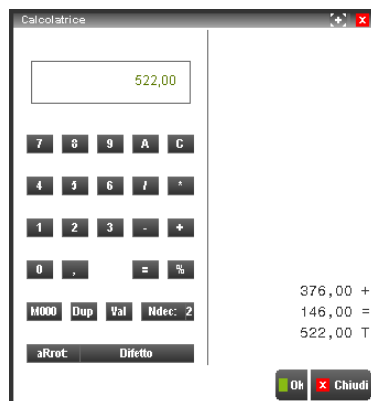 Calcolatrice
522,00
7 8 9 A C
4 5 6 / *
1 2 3 - +
0 , = %
376,00 +
M000 Dup Val Ndec: 2
146,00 =
522,00 T
aRrot: Difetto
Ok Chiudi